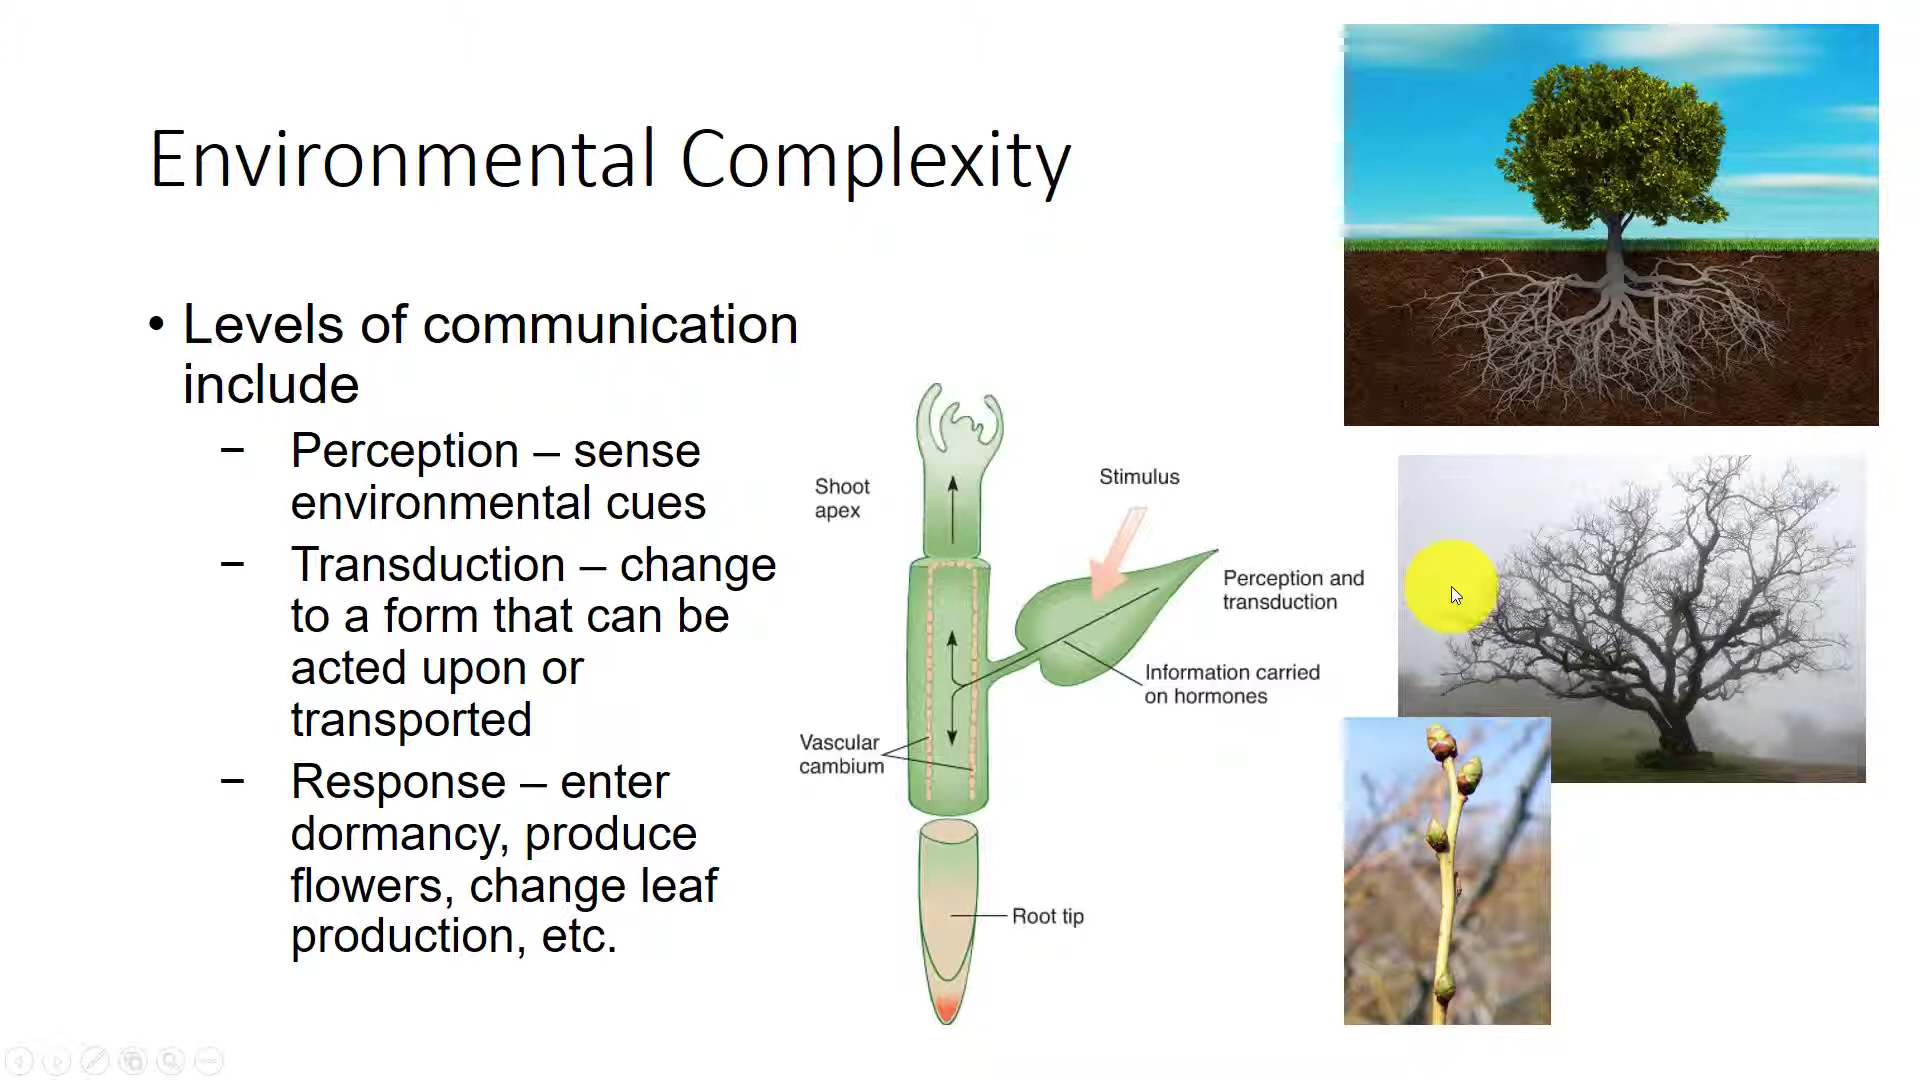 Environmental Complexity
• Levels of communication
include
– Perception – sense
environmental cues
– Transduction – change
to a form that can be
acted upon or
transported
– Response – enter
dormancy, produce
flowers, change leaf
production, etc.
Shoot
apex
Stimulus
Perception and
transduction
Information carried
on hormones
Vascular
cambium
Root tip